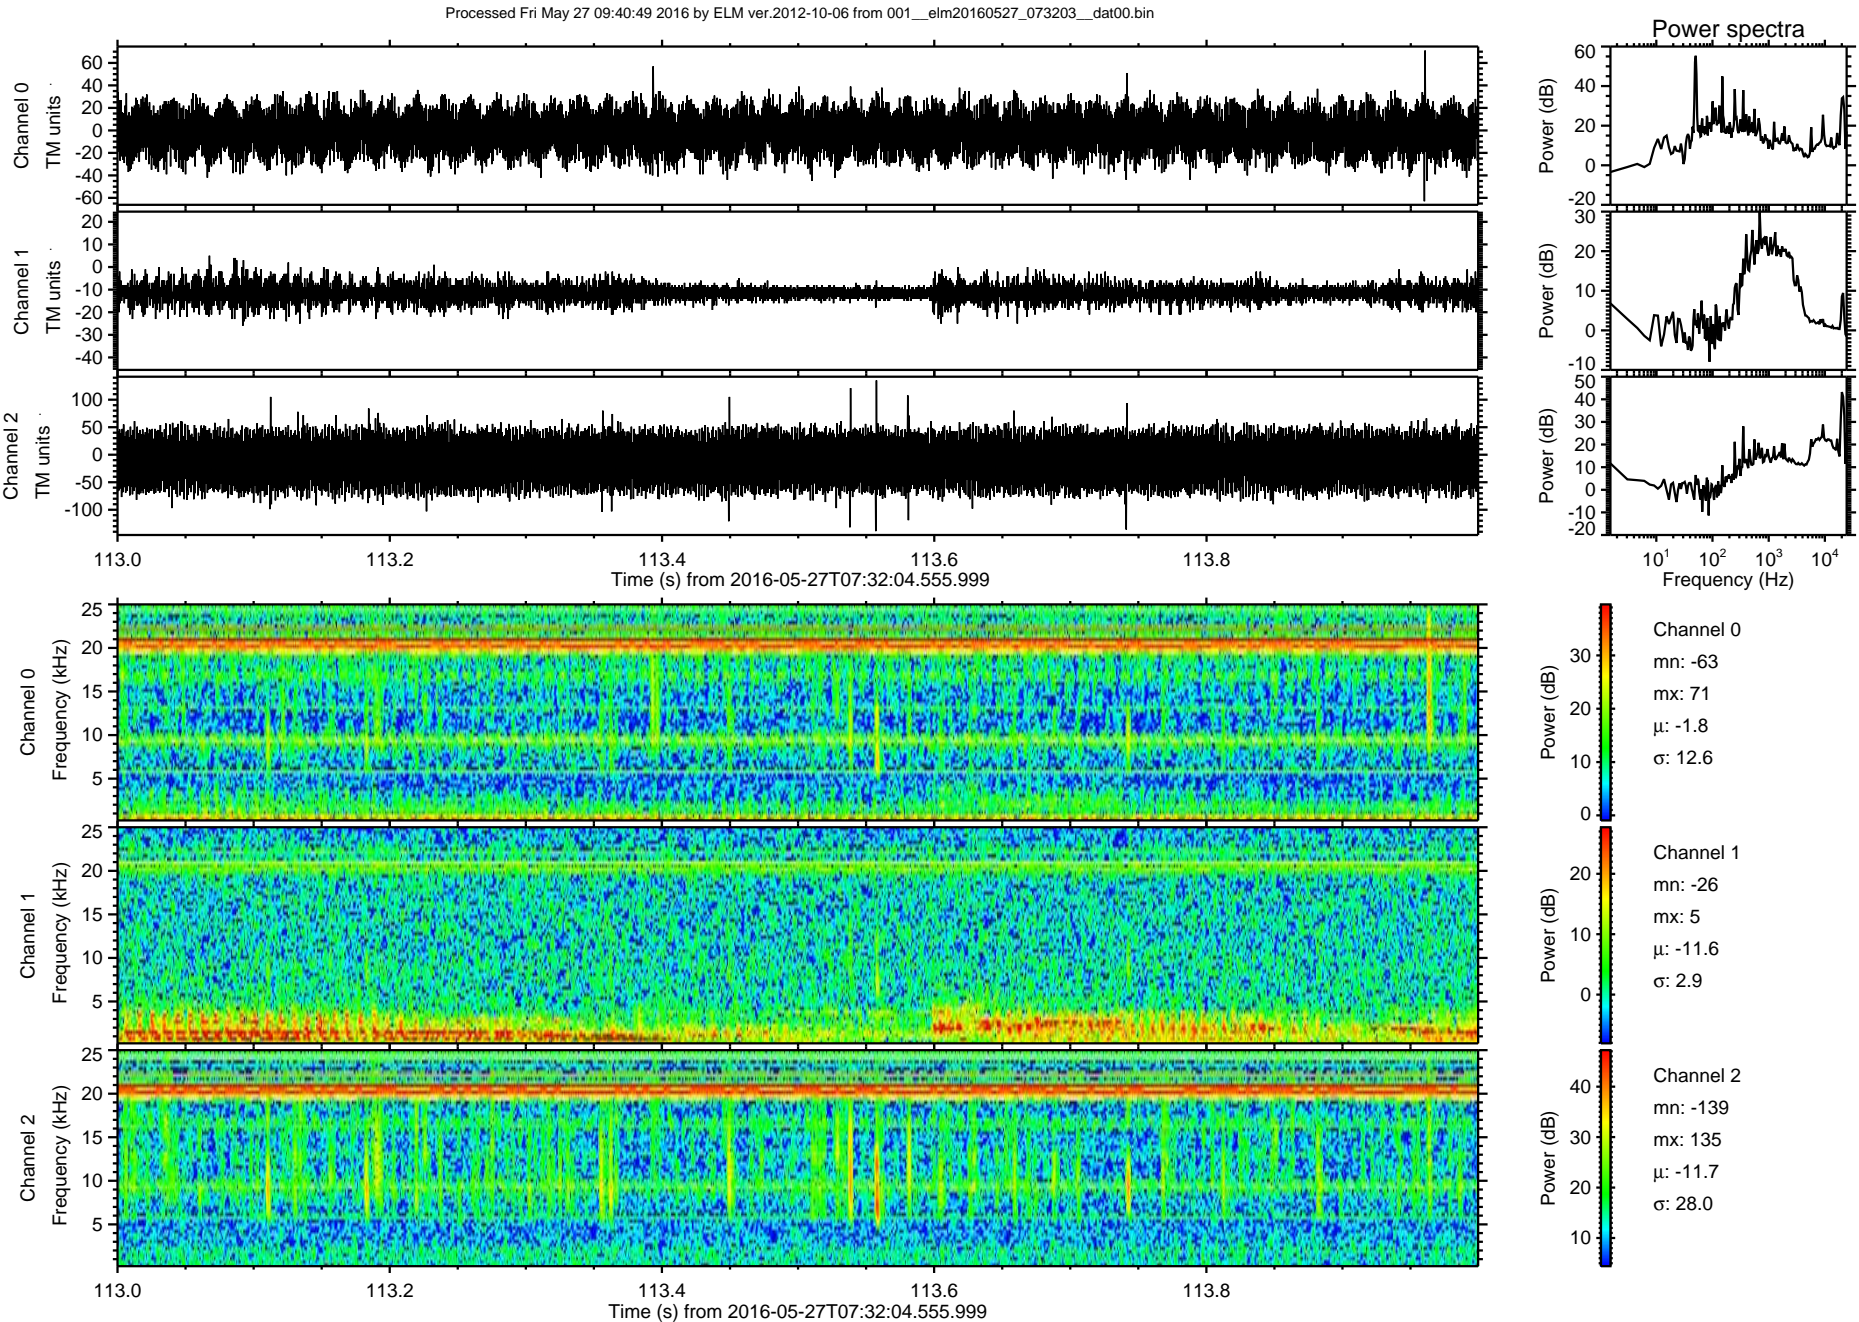 Processed Fri May 27 09:40:49 2016 by ELM ver.2012-10-06 from 001__elm20160527_073203__dat00.bin
Power spectra
Channel 0
TM units
60
40
20
0
-20
-40
-60
Power (dB)
60
40
20
0
-20
Channel 1
TM units
20
10
0
-10
-20
-30
-40
Power (dB)
30
20
10
0
-10
Channel 2
TM units
100
50
0
-50
-100
Power (dB)
50
40
30
20
10
0
-10
-20
113.0 113.2 113.4 113.6 113.8
Time (s) from 2016-05-27T07:32:04.555.999
10^1 10^2 10^3 10^4
Frequency (Hz)
Channel 0
Frequency (kHz)
25
20
15
10
5
Power (dB)
30
20
10
0
Channel 0
mn: -63
mx: 71
μ: -1.8
σ: 12.6
Channel 1
Frequency (kHz)
25
20
15
10
5
Power (dB)
20
10
0
Channel 1
mn: -26
mx: 5
μ: -11.6
σ: 2.9
Channel 2
Frequency (kHz)
25
20
15
10
5
Power (dB)
40
30
20
10
Channel 2
mn: -139
mx: 135
μ: -11.7
σ: 28.0
113.0 113.2 113.4 113.6 113.8
Time (s) from 2016-05-27T07:32:04.555.999